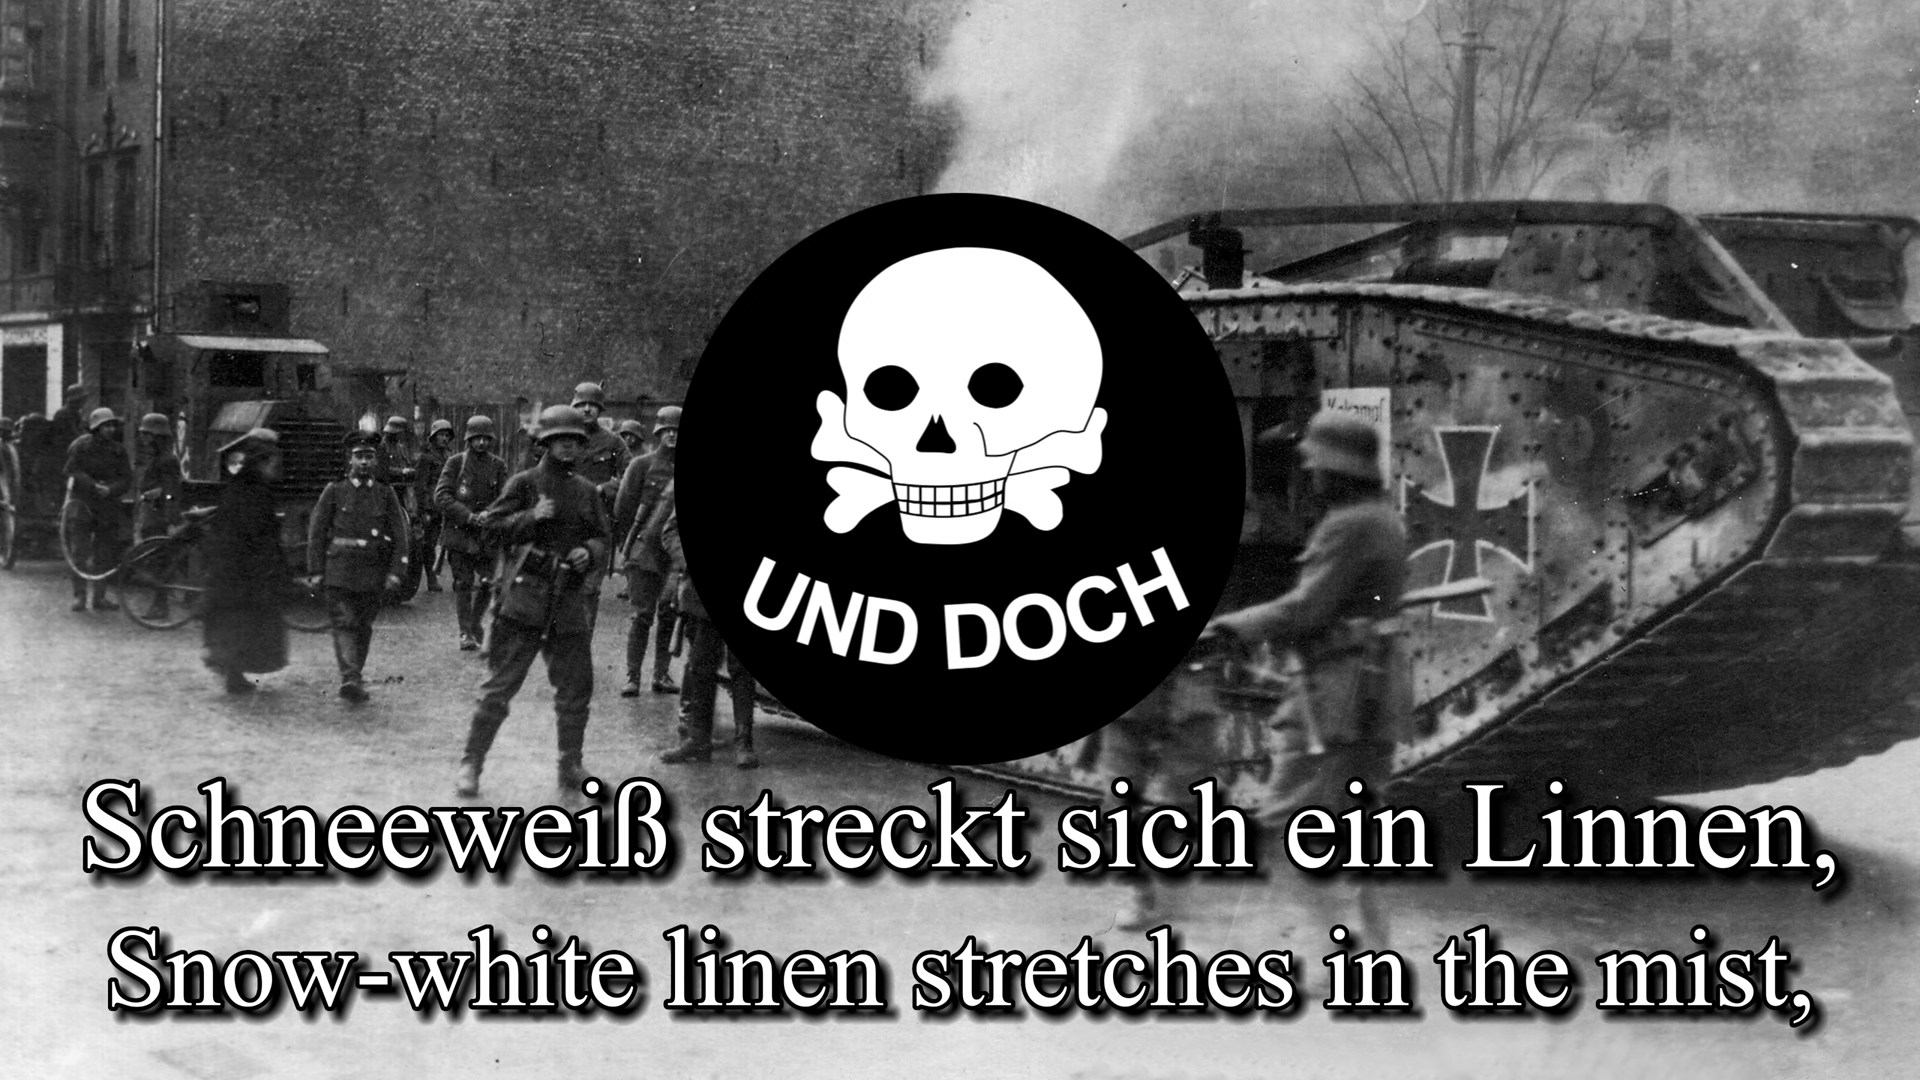 UND DOCH
Schneeweiß streckt sich ein Linnen,
Snow-white linen stretches in the mist,